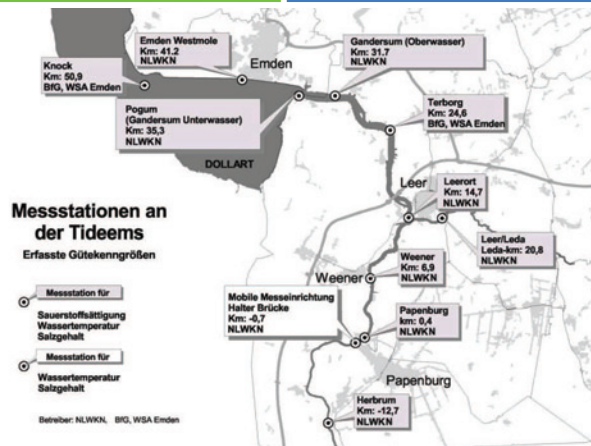 Emden Westmole
Km: 41.2
NLWKN
Gandersum (Oberwasser)
Km: 31.7
NLWKN
Knock
Km: 50,9
BfG, WSA Emden
Emden
Pogum
(Gandersum Unterwasser)
Km: 35,3
NLWKN
Terborg
Km: 24,6
BfG, WSA Emden
DOLLART
Leer
Leerort
Km: 14,7
NLWKN
Messstationen an
der Tideems
Erfasste Gütekenngrößen
Leer/Leda
Leda-km: 20,8
NLWKN
Weener
Km: 6,9
NLWKN
Weener
Messstation für
Sauerstoffsättigung
Wassertemperatur
Salzgehalt
Mobile Messeinrichtung
Halter Brücke
Km: -0,7
NLWKN
Papenburg
km: 0,4
NLWKN
Messstation für
Wassertemperatur
Salzgehalt
Papenburg
Herbrum
Km: -12,7
NLWKN
Betreiber: NLWKN, BfG, WSA Emden